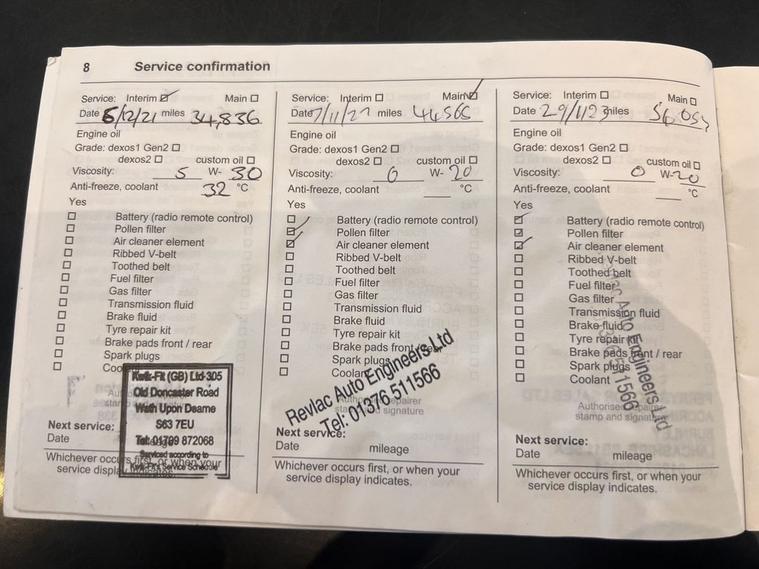 8 Service confirmation
Service: Interim Main
Date 6/12/21 miles 34,836
Engine oil
Grade: dexos1 Gen2
dexos2 custom oil
Viscosity: 5 W- 30
Anti-freeze, coolant 32 °C
Yes
Battery (radio remote control)
Pollen filter
Air cleaner element
Ribbed V-belt
Toothed belt
Fuel filter
Gas filter
Transmission fluid
Brake fluid
Tyre repair kit
Brake pads front / rear
Spark plugs
Kwik-Fit (GB) Ltd 305
Old Doncaster Road
Wath Upon Dearne
S63 7EU
Tel: 01709 872068
Serviced according to
Kwik-Fit's Service Schedule
Next service:
Date
Whichever occurs first, or when your
service display indicates.
Service: Interim Main
Date 7/11/22 miles 44565
Engine oil
Grade: dexos1 Gen2
dexos2 custom oil
Viscosity: 0 W- 20
Anti-freeze, coolant °C
Yes
Battery (radio remote control)
Pollen filter
Air cleaner element
Ribbed V-belt
Toothed belt
Fuel filter
Gas filter
Transmission fluid
Brake fluid
Tyre repair kit
Brake pads front / rear
Spark plugs
Coolant
Revlac Auto Engineers Ltd
Tel: 01376 511566
stamp and signature
Next service:
Date mileage
Whichever occurs first, or when your
service display indicates.
Service: Interim Main
Date 29/11/23 miles
Engine oil
Grade: dexos1 Gen2
dexos2 custom oil
Viscosity: 0 W- 20
Anti-freeze, coolant °C
Yes
Battery (radio remote control)
Pollen filter
Air cleaner element
Ribbed V-belt
Toothed belt
Fuel filter
Gas filter
Transmission fluid
Brake fluid
Tyre repair kit
Brake pads front / rear
Spark plugs
Coolant
Authorised repairer
stamp and signature
Next service:
Date mileage
Whichever occurs first, or when your
service display indicates.